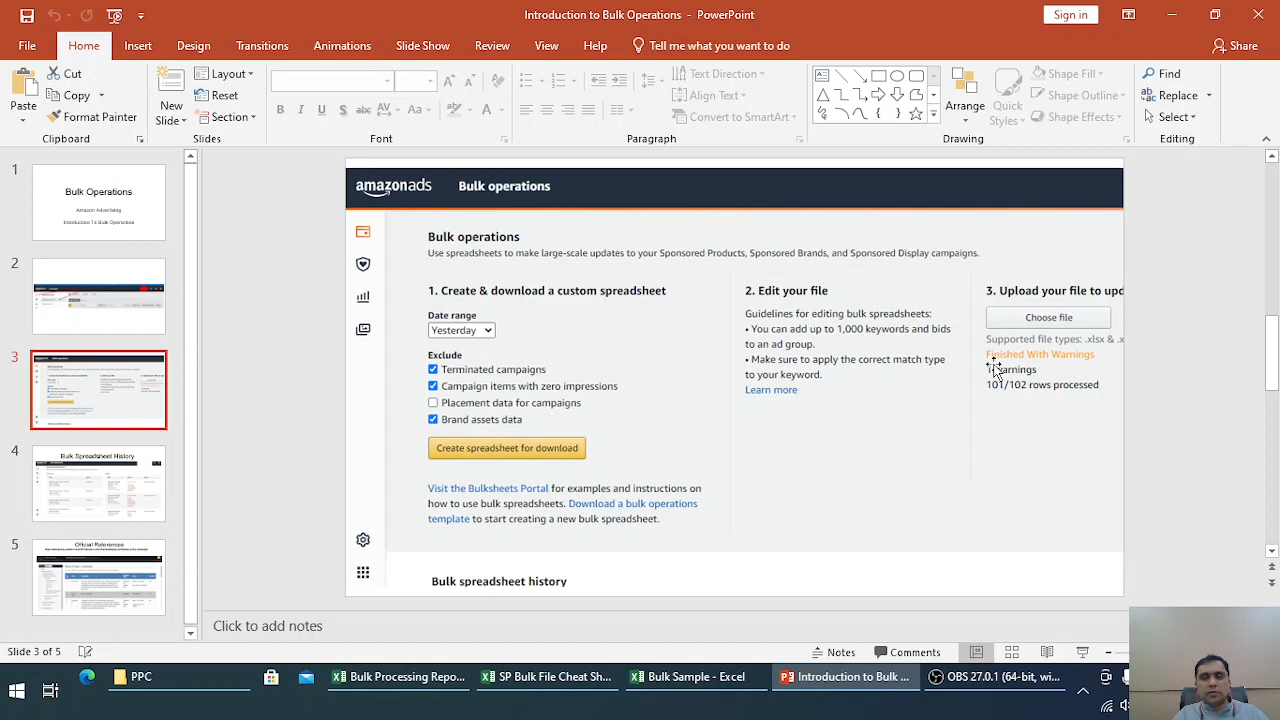 Introduction To Bulk Operations - PowerPoint
Sign in
File Home Insert Design Transitions Animations Slide Show Review View Help Tell me what you want to do Share
Paste
Cut
Copy
Format Painter
Clipboard
New Slide
Layout
Reset
Section
Slides
Font
Text Direction
Align Text
Convert to SmartArt
Paragraph
Arrange
Quick Styles
Shape Fill
Shape Outline
Shape Effects
Drawing
Find
Replace
Select
Editing
1
Bulk Operations
Amazon Advertising
Introduction To Bulk Operations
2
3
4
Bulk Spreadsheet History
5
Official References
amazonads Bulk operations
Bulk operations
Use spreadsheets to make large-scale updates to your Sponsored Products, Sponsored Brands, and Sponsored Display campaigns.
1. Create & download a custom spreadsheet
Date range
Yesterday
Exclude
Terminated campaigns
Campaign items with zero impressions
Placement data for campaigns
Brand assets data
Create spreadsheet for download
Visit the Bulksheets Portal for examples and instructions on
how to use bulk spreadsheets. Download a bulk operations
template to start creating a new bulk spreadsheet.
2. Edit your file
Guidelines for editing bulk spreadsheets:
• You can add up to 1,000 keywords and bids
to an ad group.
• Make sure to apply the correct match type
to your keyword.
Learn more
3. Upload your file to upd
Choose file
Supported file types: .xlsx & .x
Finished With Warnings
101/102 rows processed
spreadsheet history
Click to add notes
Slide 3 of 5
Notes
Comments
PPC
Bulk Processing Repo...
SP Bulk File Cheat Sh...
Bulk Sample - Excel
Introduction to Bulk ...
OBS 27.0.1 (64-bit, wi...